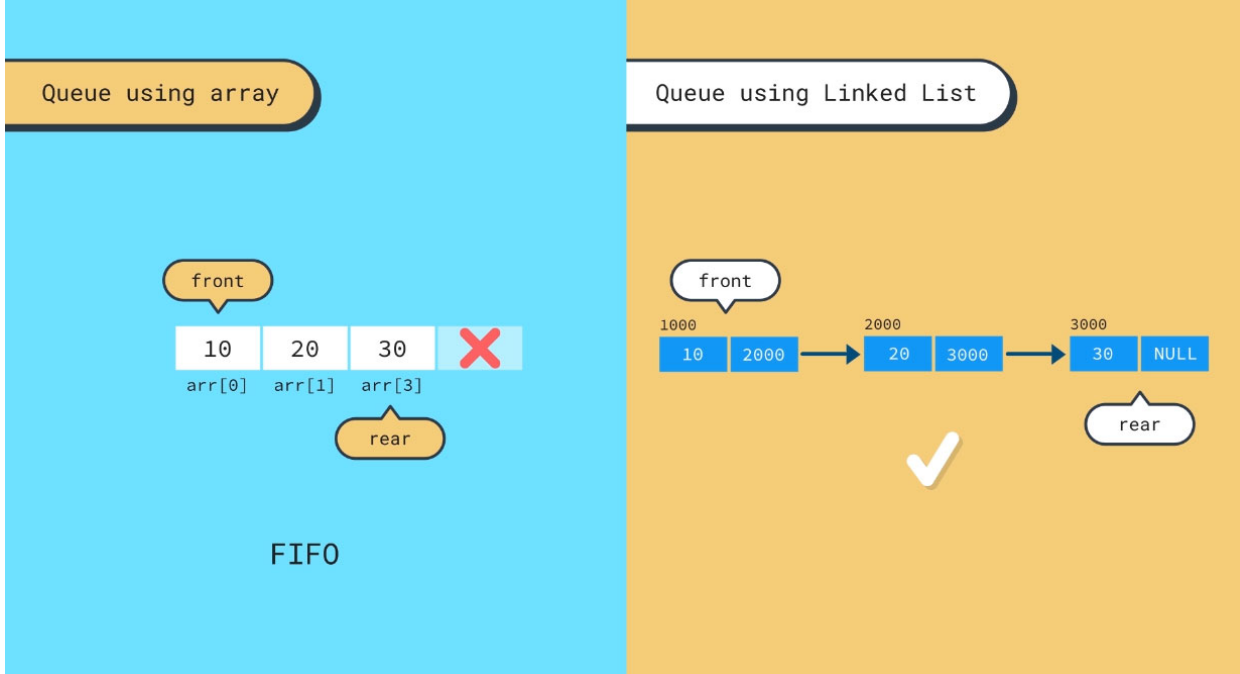 Queue using array
front
10 20 30
arr[0] arr[1] arr[3]
rear
FIFO
Queue using Linked List
front
1000 2000 3000
10 2000 20 3000 30 NULL
rear